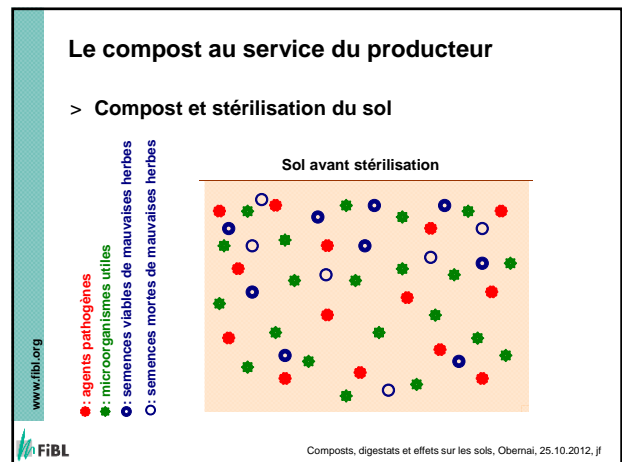 Le compost au service du producteur
> Compost et stérilisation du sol
Sol avant stérilisation
: agents pathogènes
: microorganismes utiles
: semences viables de mauvaises herbes
: semences mortes de mauvaises herbes
www.fibl.org
FiBL
Composts, digestats et effets sur les sols, Obernai, 25.10.2012, jf